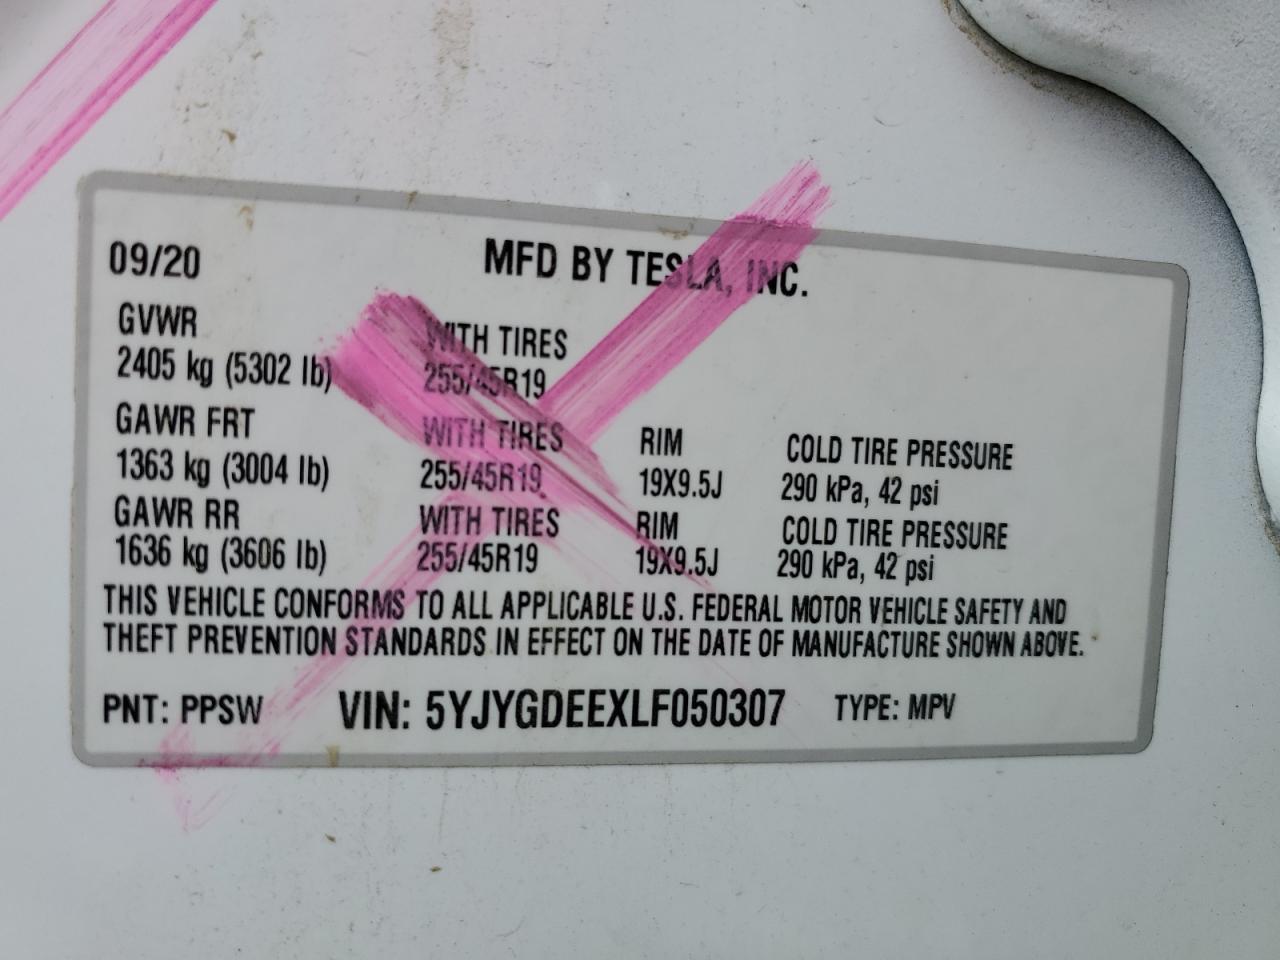 09/20 MFD BY TESLA, INC.
GVWR WITH TIRES
2405 kg (5302 lb) 255/45R19
GAWR FRT WITH TIRES RIM COLD TIRE PRESSURE
1363 kg (3004 lb) 255/45R19 19X9.5J 290 kPa, 42 psi
GAWR RR WITH TIRES RIM COLD TIRE PRESSURE
1636 kg (3606 lb) 255/45R19 19X9.5J 290 kPa, 42 psi
THIS VEHICLE CONFORMS TO ALL APPLICABLE U.S. FEDERAL MOTOR VEHICLE SAFETY AND
THEFT PREVENTION STANDARDS IN EFFECT ON THE DATE OF MANUFACTURE SHOWN ABOVE.
PNT: PPSW VIN: 5YJYGDEEXLF050307 TYPE: MPV